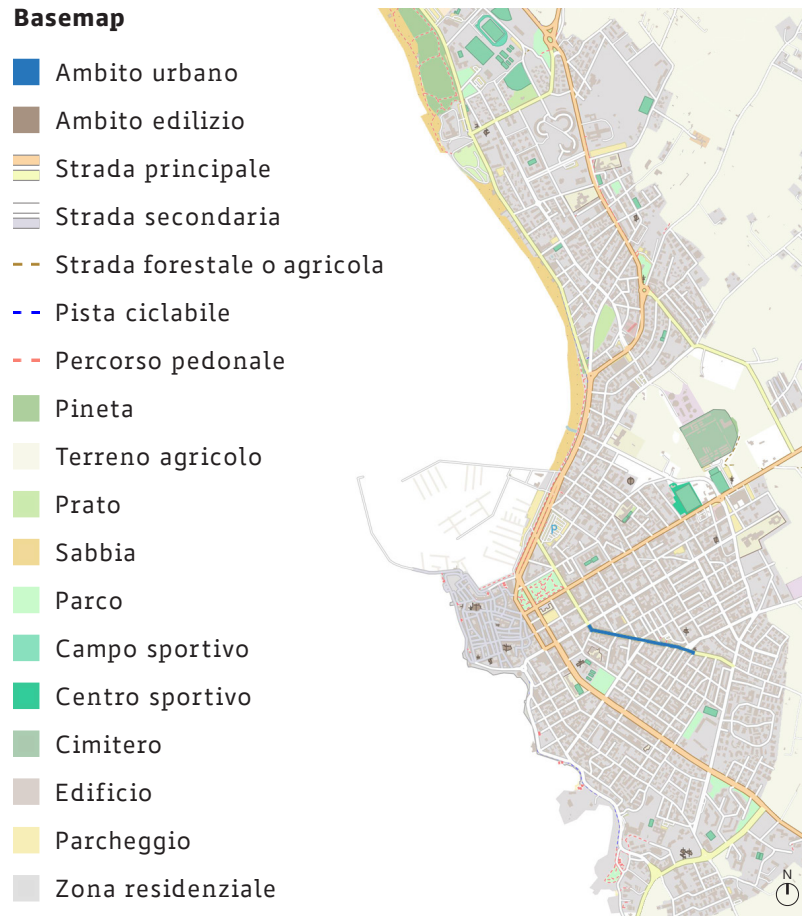 Basemap
Ambito urbano
Ambito edilizio
Strada principale
Strada secondaria
Strada forestale o agricola
Pista ciclabile
Percorso pedonale
Pineta
Terreno agricolo
Prato
Sabbia
Parco
Campo sportivo
Centro sportivo
Cimitero
Edificio
Parcheggio
Zona residenziale
P
N